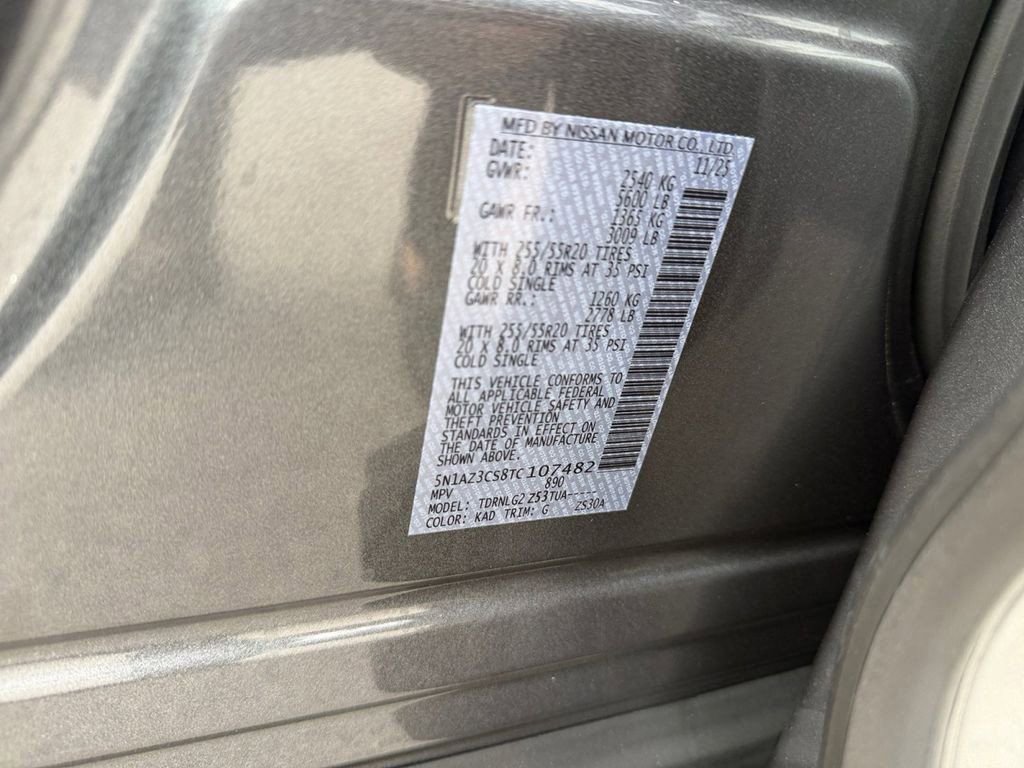 MFD BY NISSAN MOTOR CO., LTD.
DATE: 11/25
GVWR: 2540 KG
5600 LB
GAWR FR.: 1365 KG
3009 LB
WITH 255/55R20 TIRES
20 X 8.0 RIMS AT 35 PSI
COLD SINGLE
GAWR RR.: 1260 KG
2778 LB
WITH 255/55R20 TIRES
20 X 8.0 RIMS AT 35 PSI
COLD SINGLE
THIS VEHICLE CONFORMS TO
ALL APPLICABLE FEDERAL
MOTOR VEHICLE SAFETY AND
THEFT PREVENTION
STANDARDS IN EFFECT ON
THE DATE OF MANUFACTURE
SHOWN ABOVE.
5N1AZ3CS8TC107482
MPV 890
MODEL: TDRNLG2 Z53TUA-----
COLOR: KAD TRIM: G ZS30A